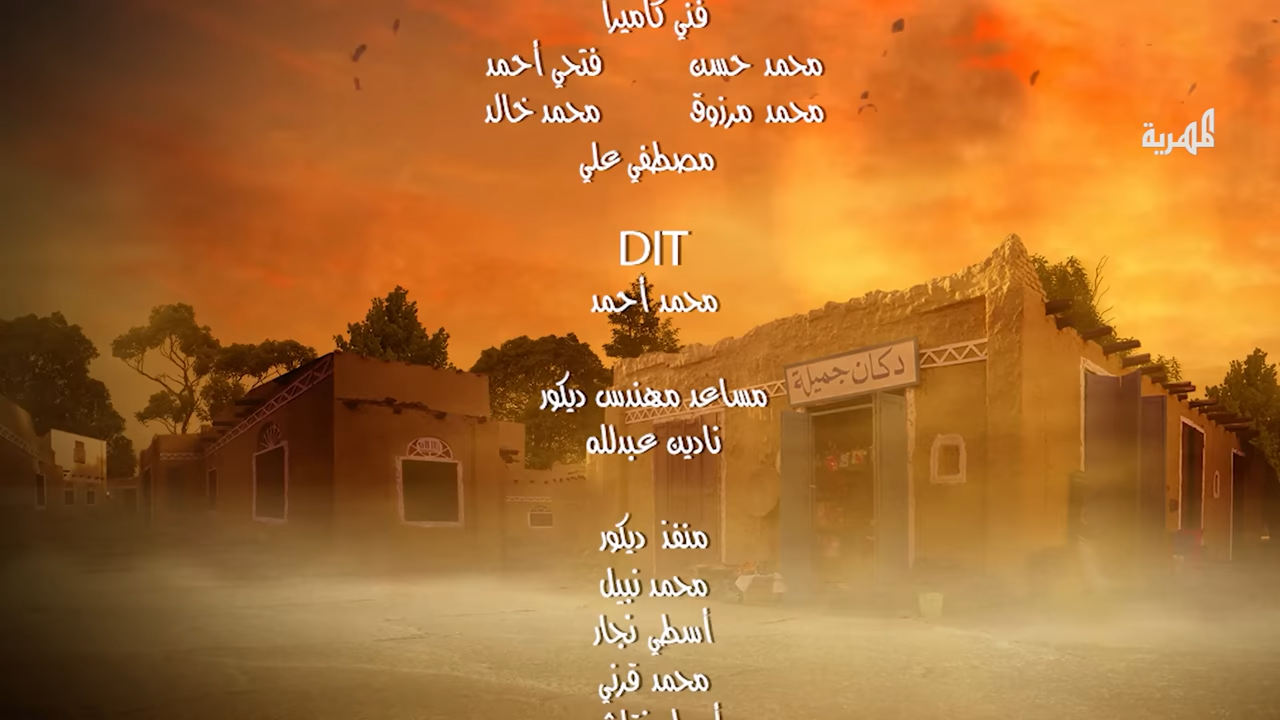 فني كاميرا
محمد حسن    فتحي أحمد
محمد مرزوق    محمد خالد
المهرية
مصطفي علي
DIT
محمد أحمد
دكان جميلة
مساعد مهندس ديكور
نادين عبدلله
منفذ ديكور
محمد نبيل
أسطي نجار
محمد قرني